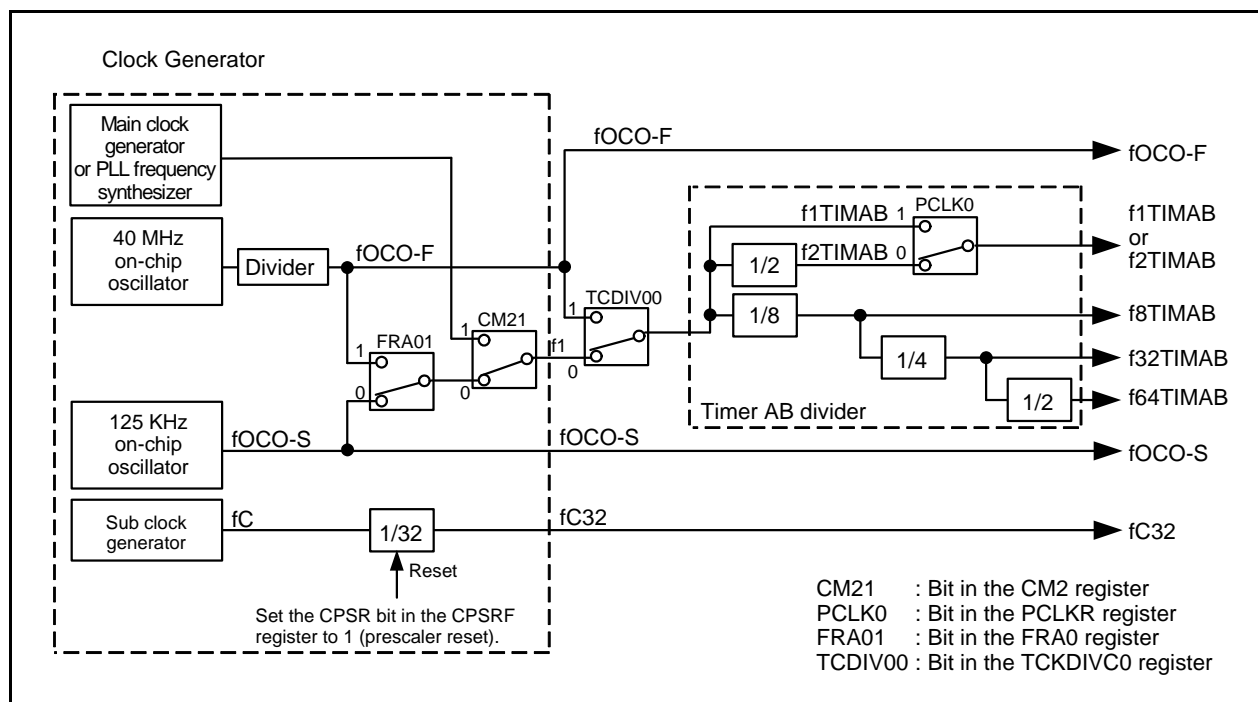 Clock Generator
Main clock
generator
or PLL frequency
synthesizer
fOCO-F
fOCO-F
40 MHz
on-chip
oscillator
Divider
fOCO-F
f1TIMAB
1
PCLK0
f1TIMAB
or
f2TIMAB
1/2
f2TIMAB
0
TCDIV00
1
CM21
1
f1
0
0
FRA01
1
0
1/8
f8TIMAB
1/4
f32TIMAB
1/2
f64TIMAB
Timer AB divider
125 KHz
on-chip
oscillator
fOCO-S
fOCO-S
fOCO-S
Sub clock
generator
fC
1/32
fC32
fC32
Reset
Set the CPSR bit in the CPSRF
register to 1 (prescaler reset).
CM21 : Bit in the CM2 register
PCLK0 : Bit in the PCLKR register
FRA01 : Bit in the FRA0 register
TCDIV00 : Bit in the TCKDIVC0 register